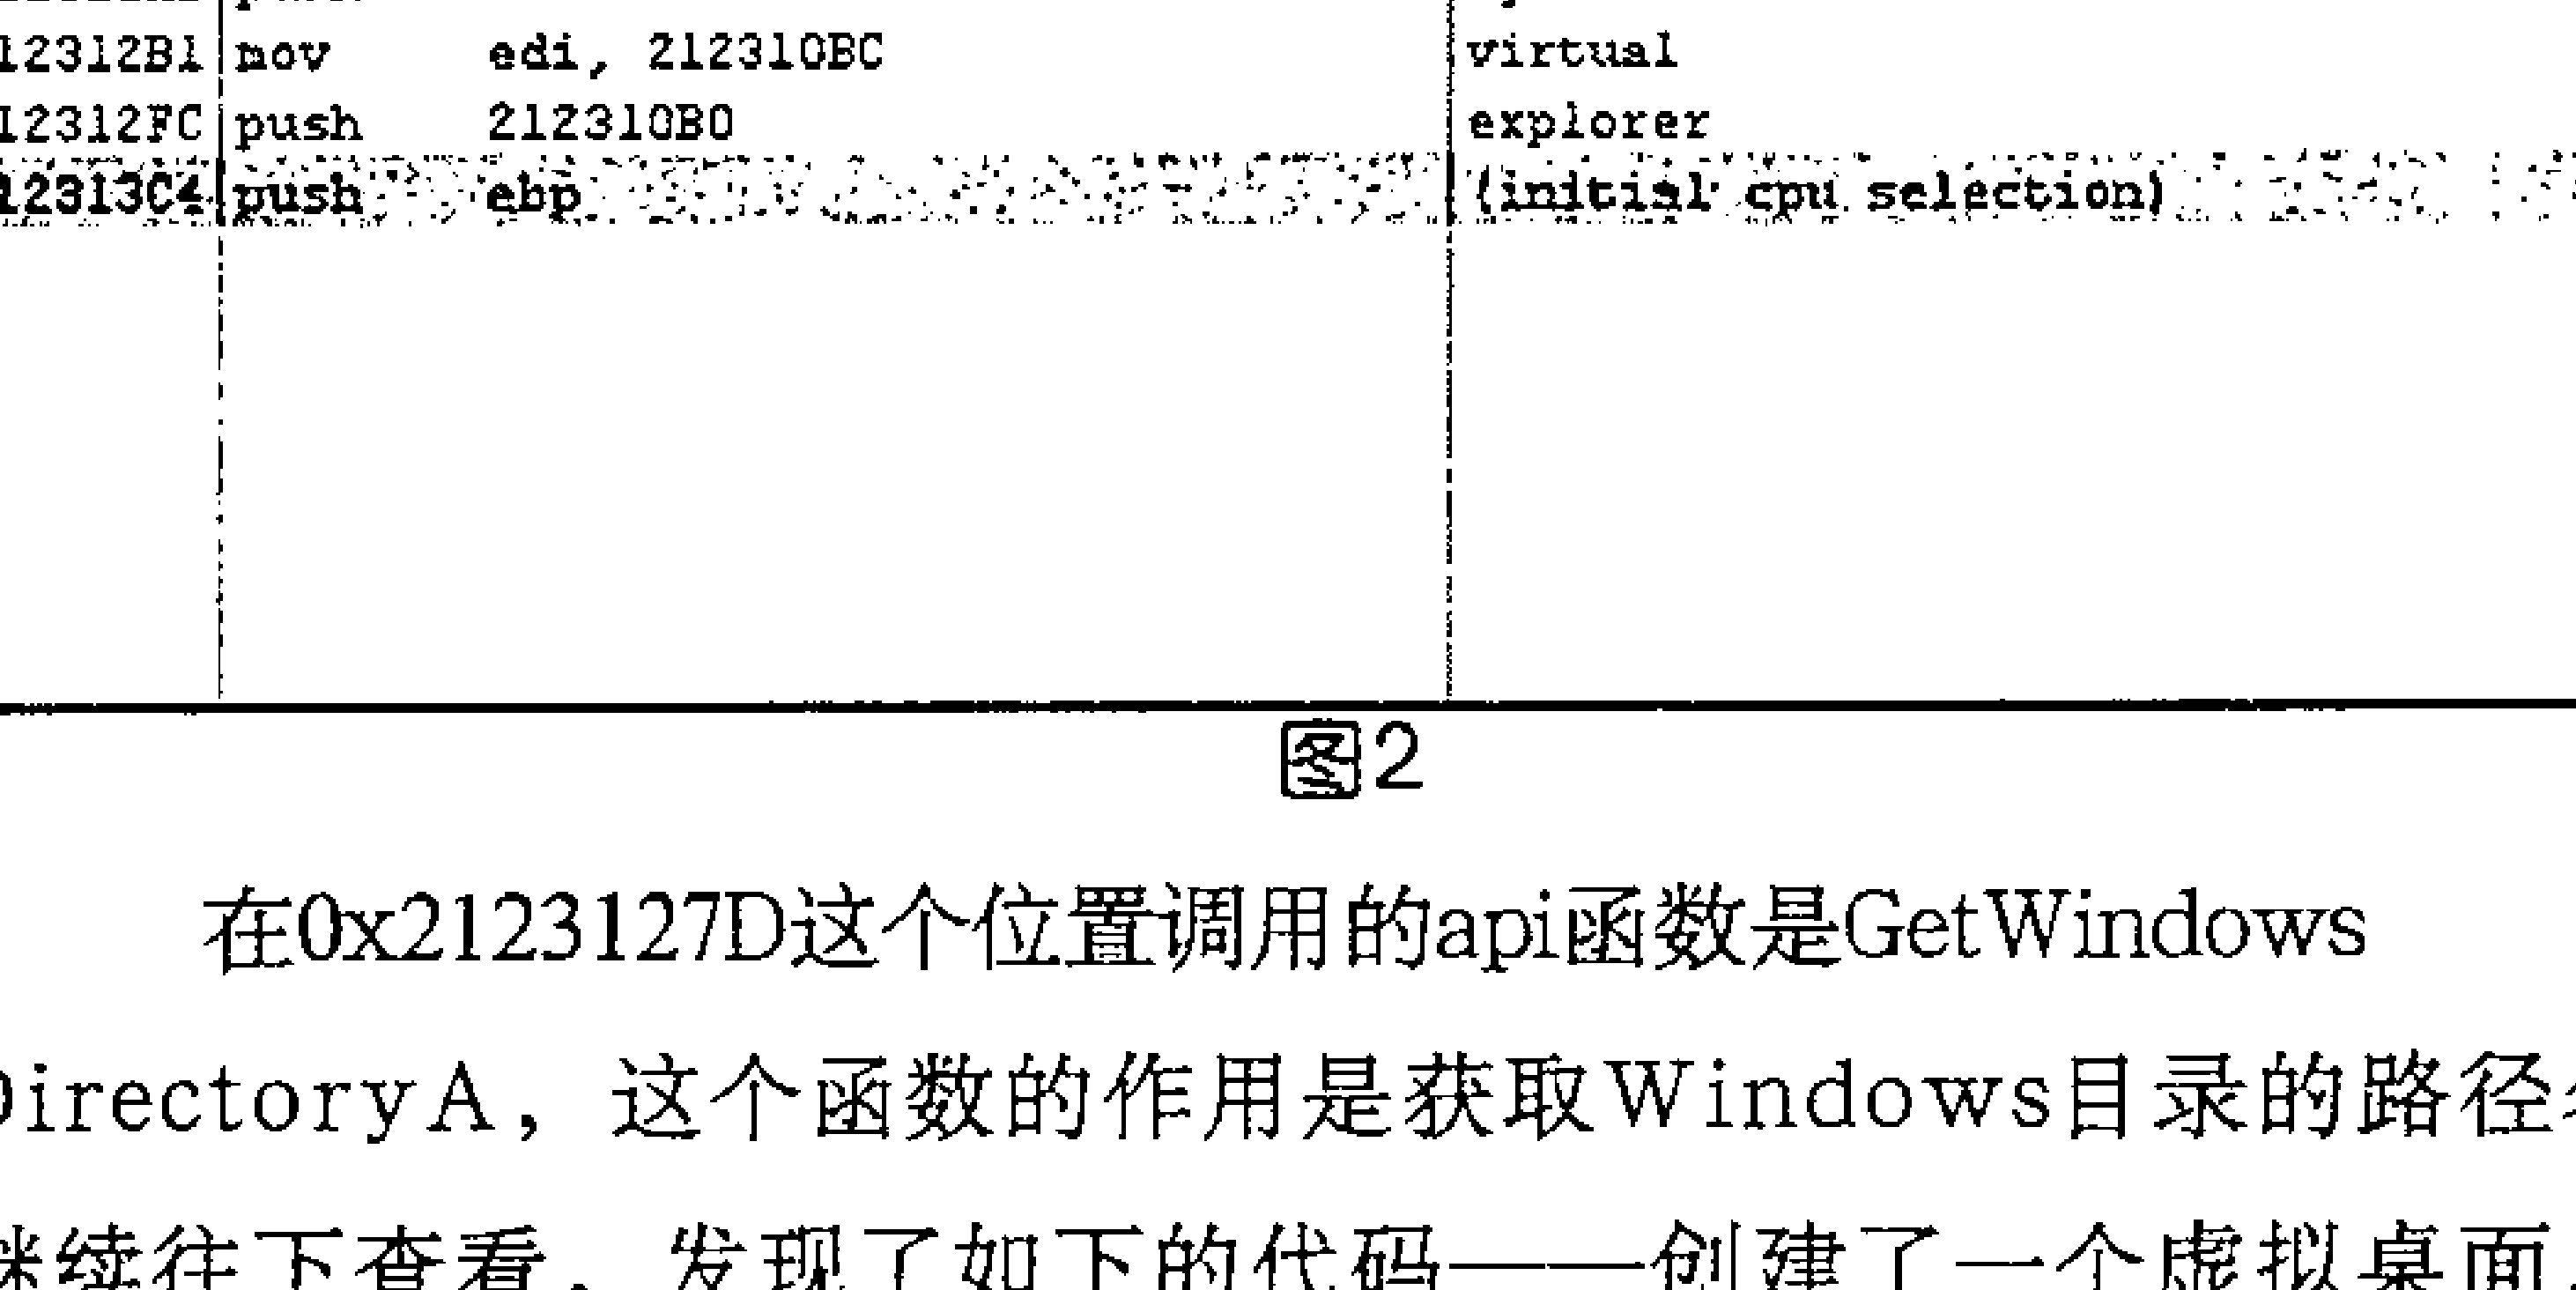 12312B1 mov edi, 212310BC virtual
12312FC push 212310B0 explorer
12313C4 push ebp (initial cpu selection)
图2
在0x2123127D这个位置调用的api函数是GetWindows
DirectoryA，这个函数的作用是获取Windows目录的路径
继续往下查看，发现了如下的代码——创建了一个虚拟桌面